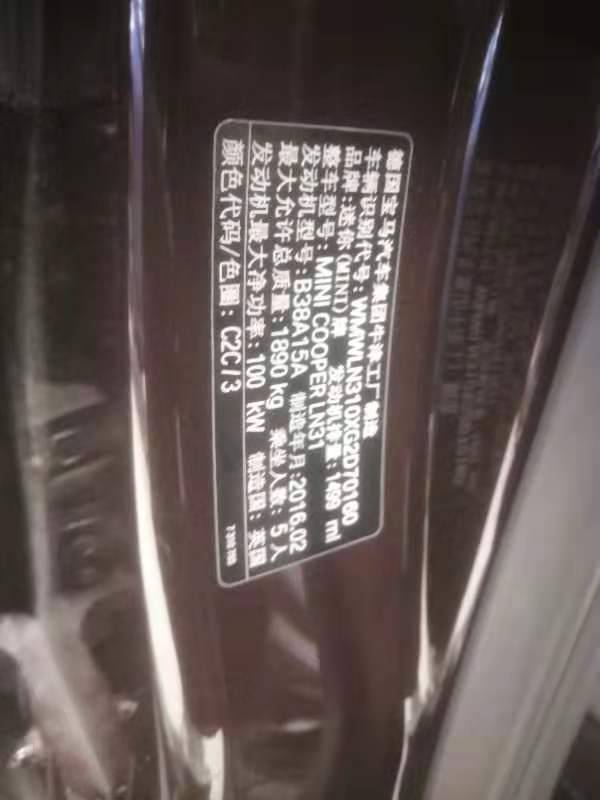 德国宝马汽车集团牛津工厂 制造
车辆识别代号:WMWLN310XG2D70160
品牌:迷你(MINI)牌 发动机排量:1499 ml
整车型号:MINI COOPER LN31
发动机型号:B38A15A 制造年月:2016.02
最大允许总质量:1890 kg 乘坐人数:5人
发动机最大净功率:100 kW 制造国:英国
颜色代码/色圈:C2C/3